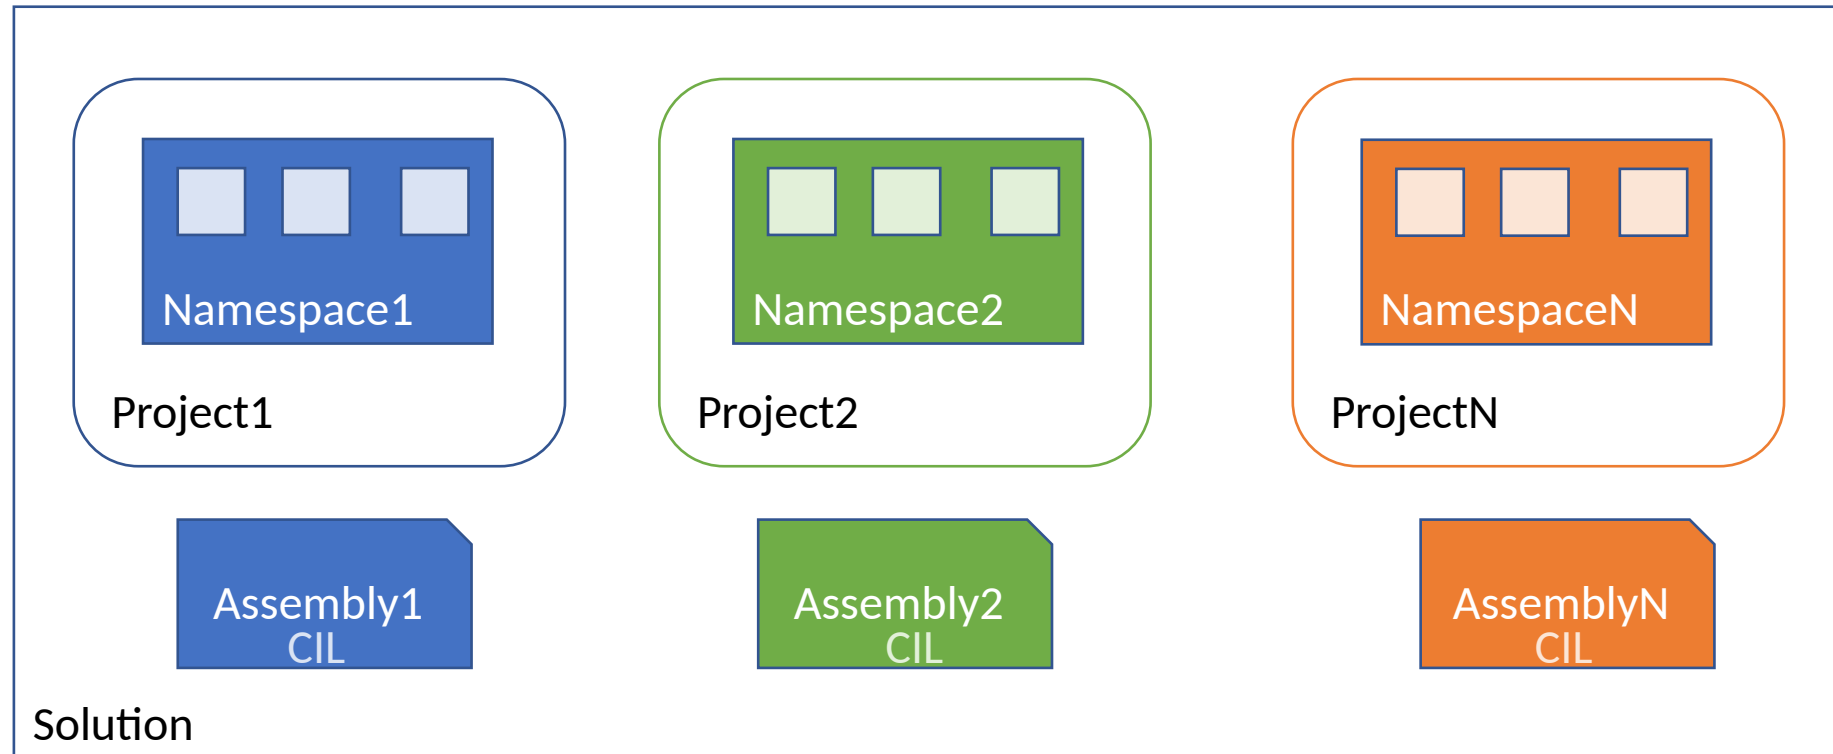 Namespace1
Namespace2
NamespaceN
Project1
Project2
ProjectN
Assembly1
CIL
Assembly2
CIL
AssemblyN
CIL
Solution